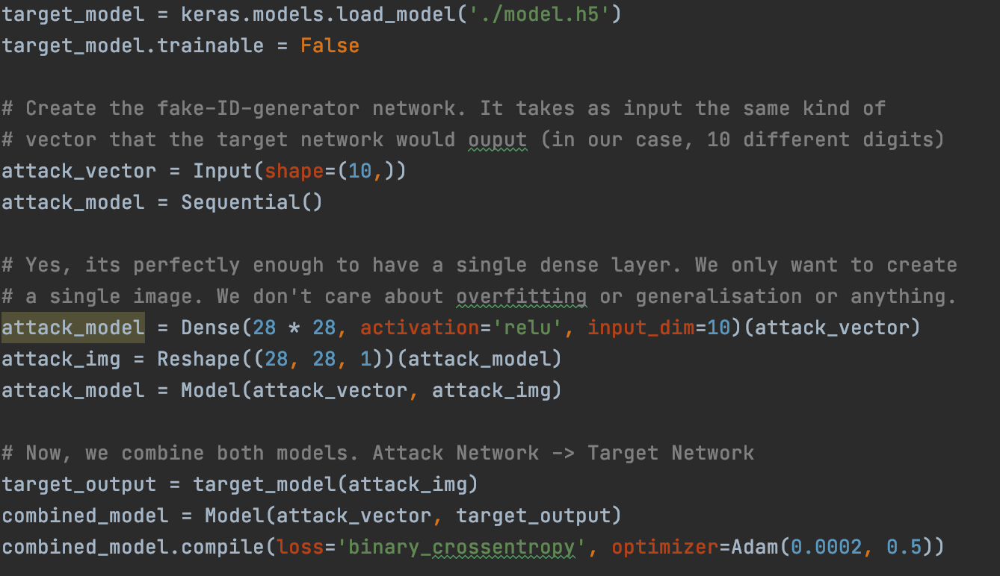 target_model = keras.models.load_model('./model.h5')
target_model.trainable = False
# Create the fake-ID-generator network. It takes as input the same kind of
# vector that the target network would ouput (in our case, 10 different digits)
attack_vector = Input(shape=(10,))
attack_model = Sequential()
# Yes, its perfectly enough to have a single dense layer. We only want to create
# a single image. We don't care about overfitting or generalisation or anything.
attack_model = Dense(28 * 28, activation='relu', input_dim=10)(attack_vector)
attack_img = Reshape((28, 28, 1))(attack_model)
attack_model = Model(attack_vector, attack_img)
# Now, we combine both models. Attack Network -> Target Network
target_output = target_model(attack_img)
combined_model = Model(attack_vector, target_output)
combined_model.compile(loss='binary_crossentropy', optimizer=Adam(0.0002, 0.5))